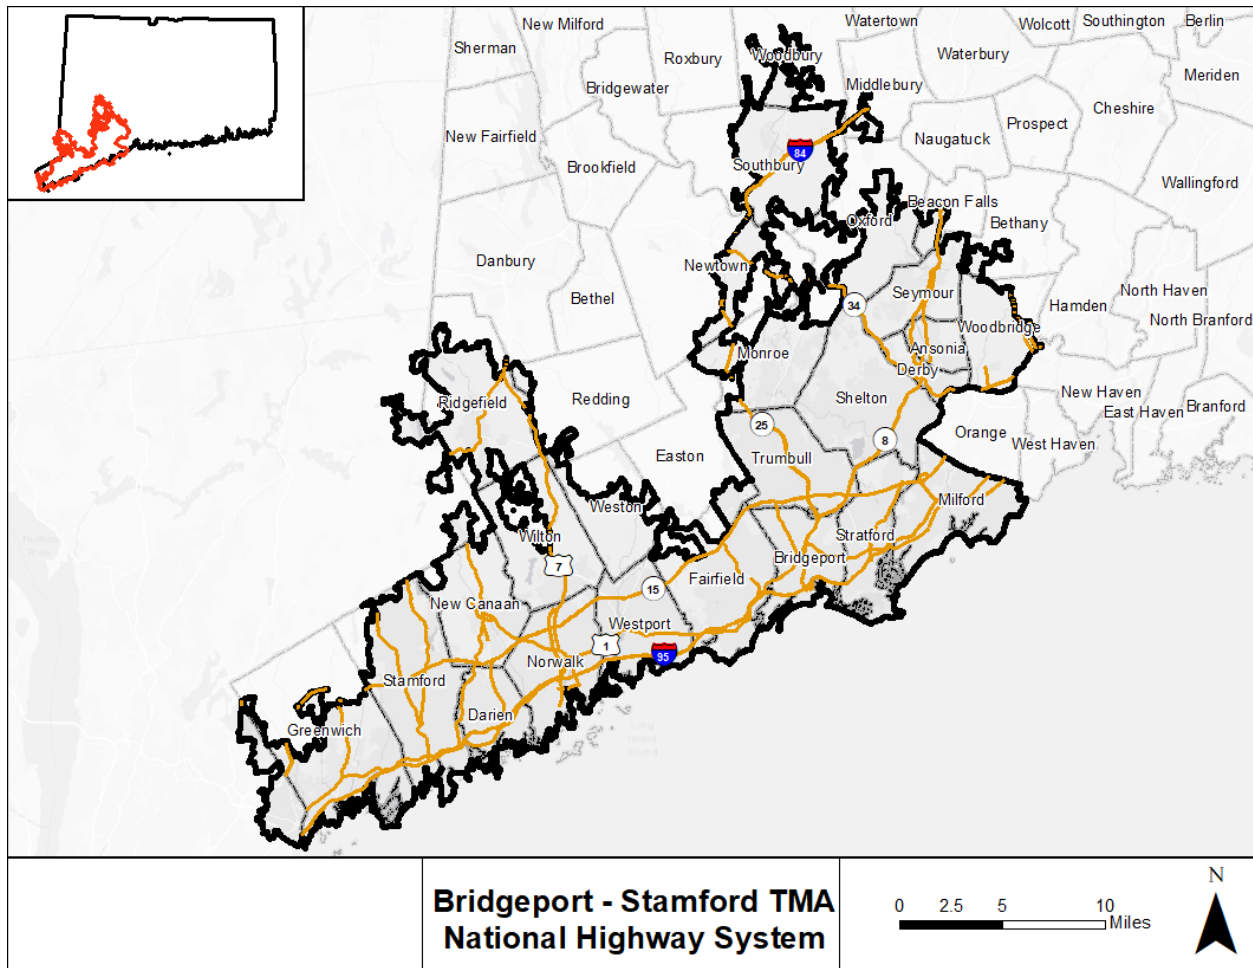 New Milford
Watertown
Wolcott
Southington
Berlin
Sherman
Roxbury
Woodbury
Waterbury
Bridgewater
Middlebury
Meriden
Cheshire
New Fairfield
Prospect
Naugatuck
Brookfield
84
Southbury
Wallingford
Beacon Falls
Oxford
Bethany
Danbury
Newtown
Bethel
Seymour
North Haven
Hamden
34
Woodbridge
North Branford
Monroe
Ansonia
Derby
Ridgefield
Redding
Shelton
New Haven
East Haven
Branford
25
8
Orange
West Haven
Easton
Trumbull
Milford
Weston
Wilton
Stratford
Bridgeport
7
Fairfield
15
New Canaan
Westport
1
95
Norwalk
Stamford
Darien
Greenwich
Bridgeport - Stamford TMA
National Highway System
0 2.5 5 10
Miles
N